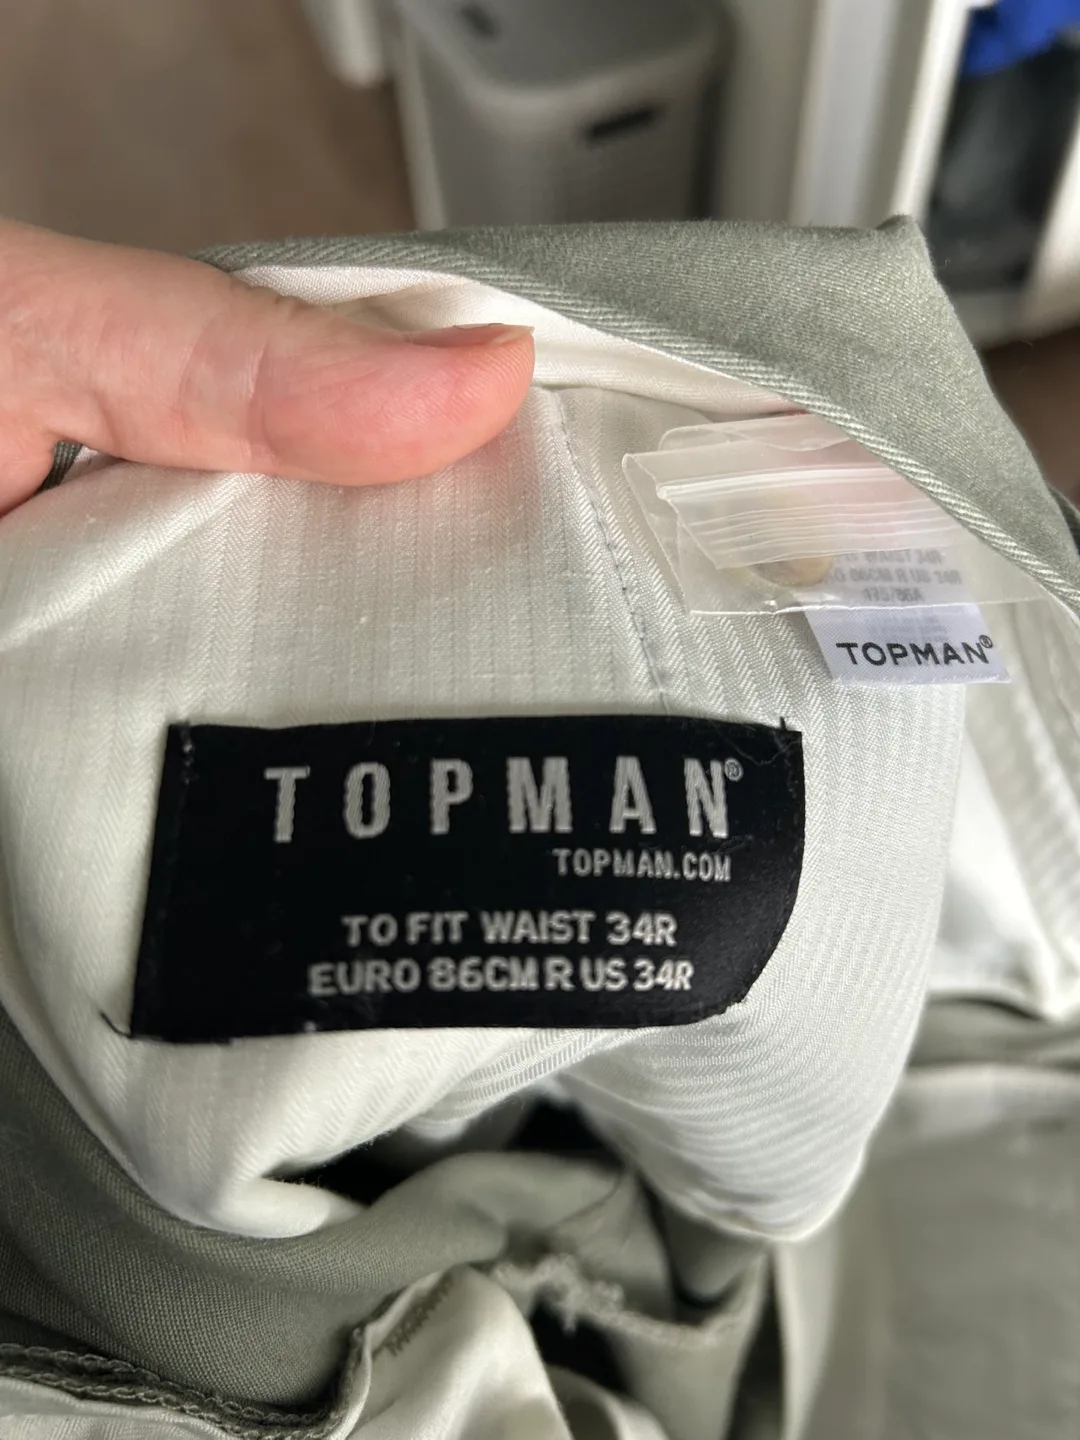 TOPMAN®
TOPMAN®
TOPMAN.COM
TO FIT WAIST 34R
EURO 86CM R US 34R